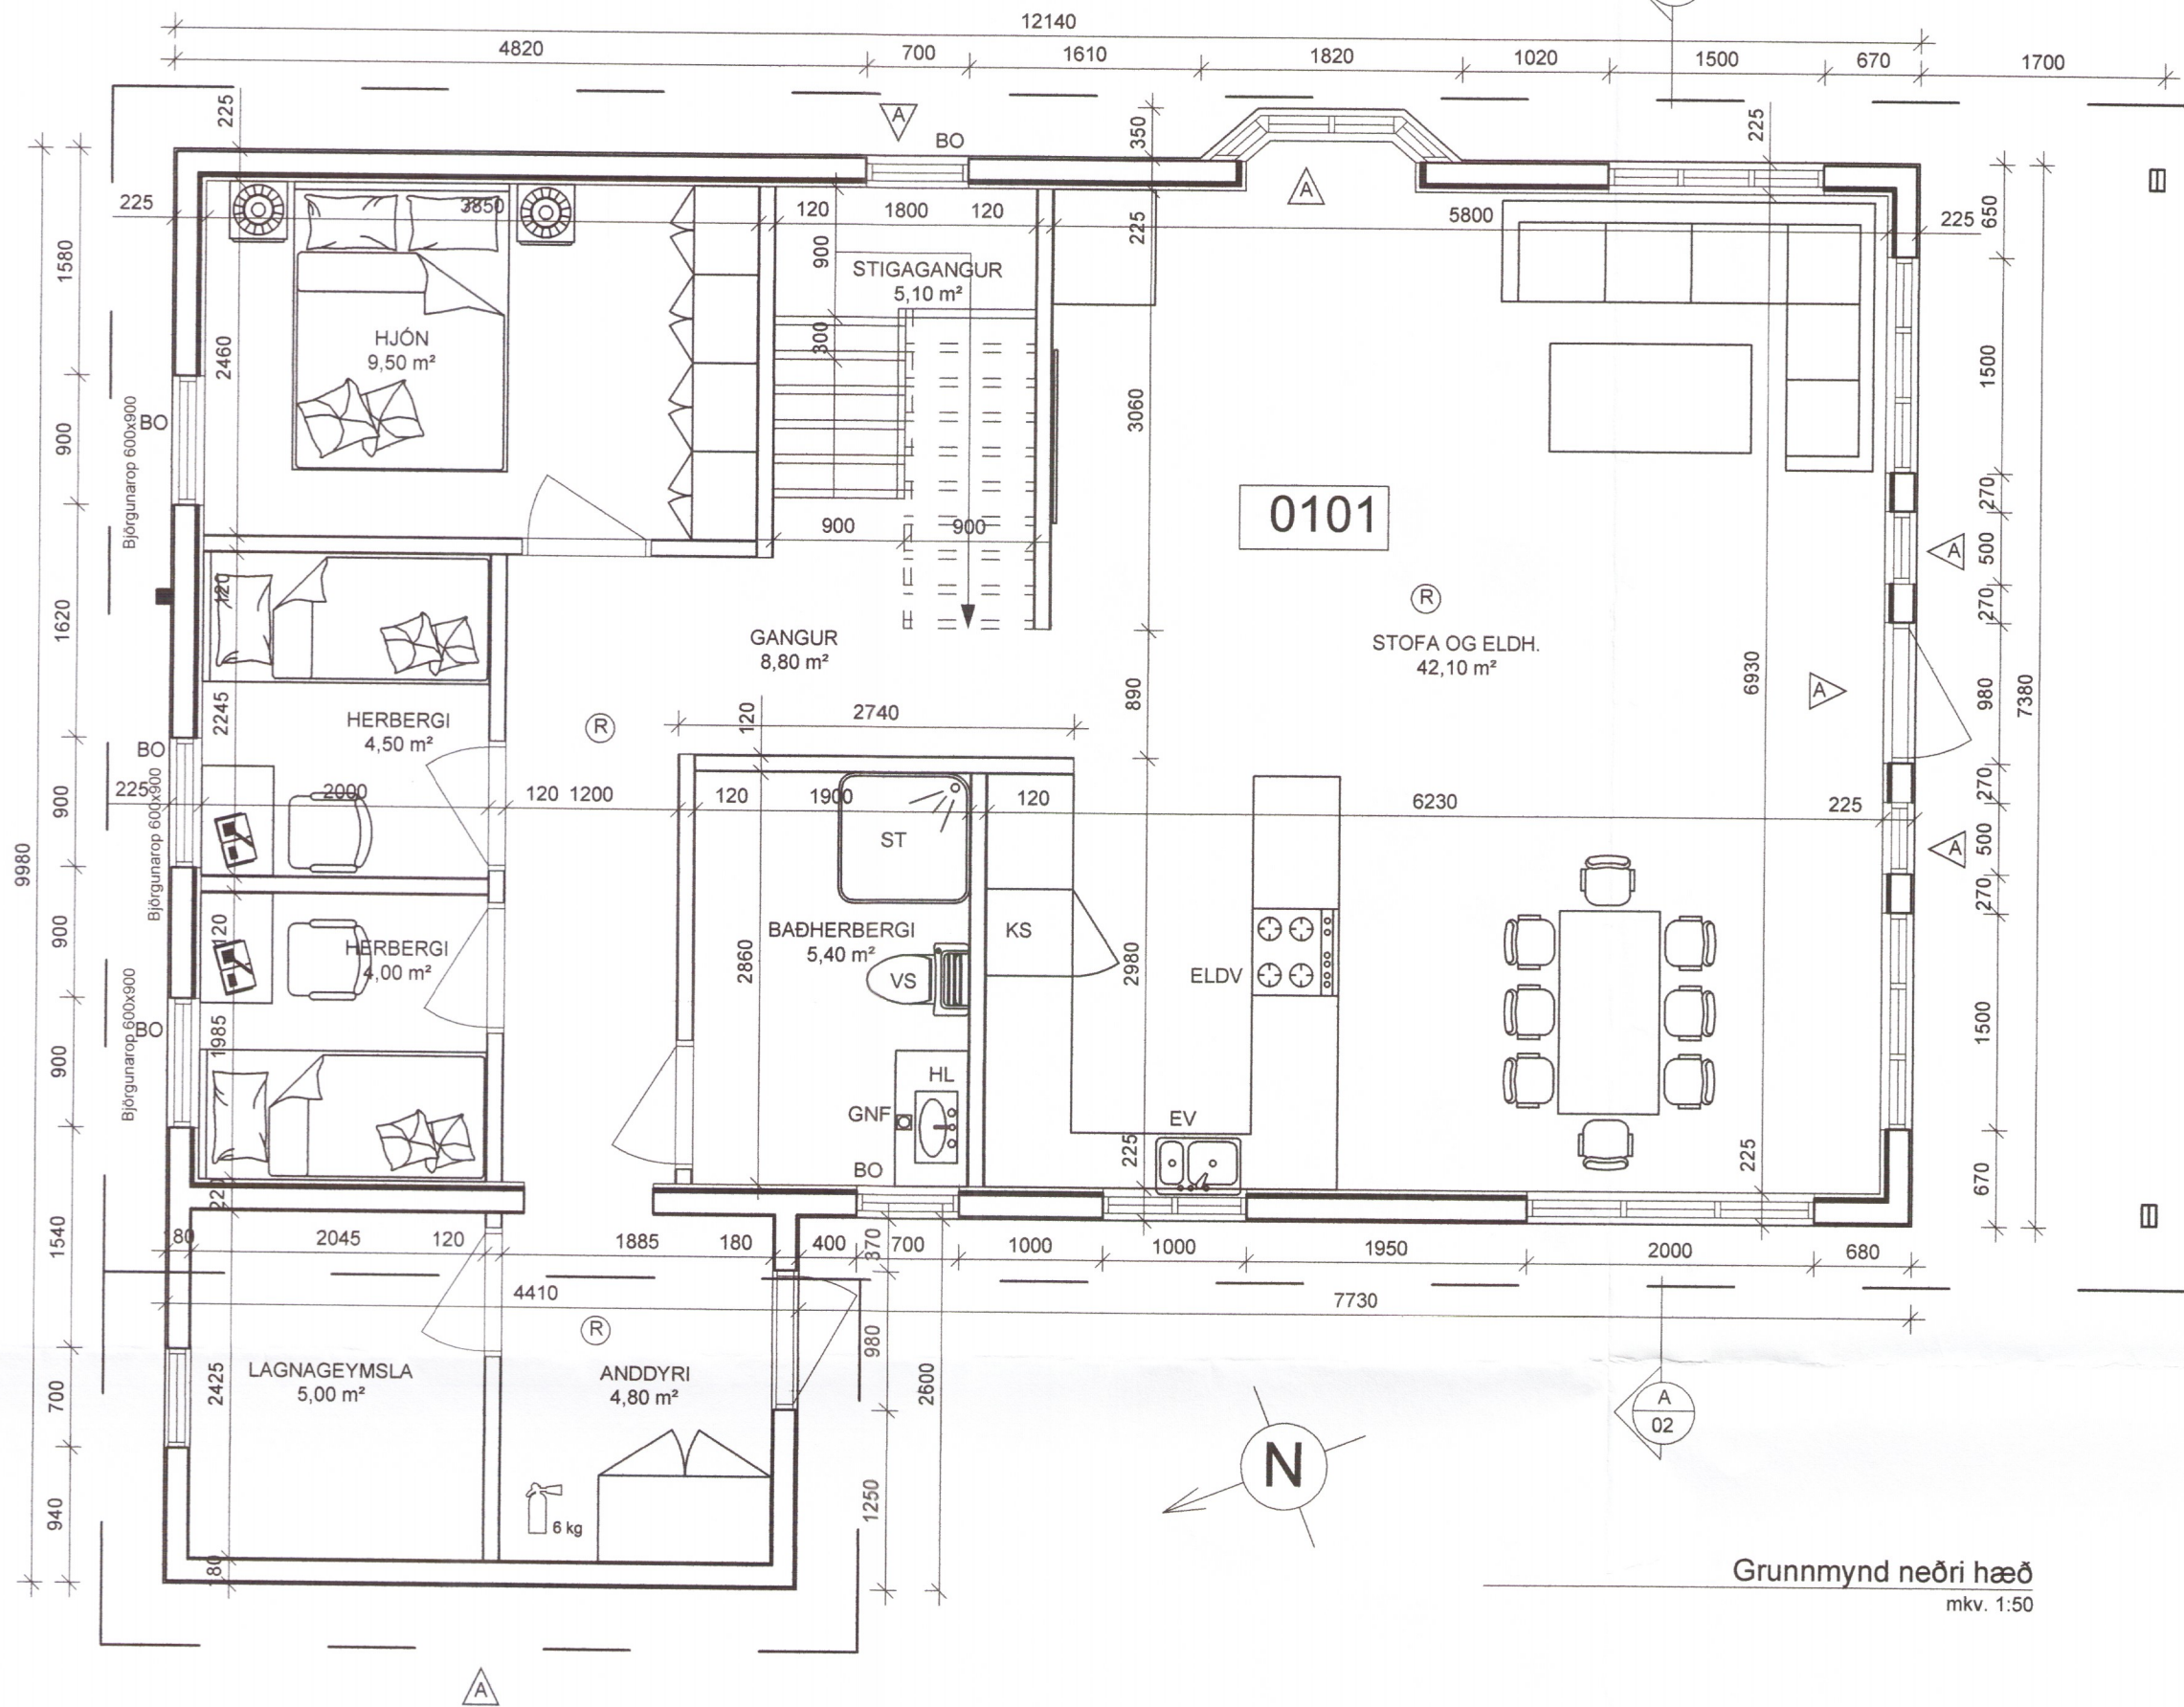 12140
4820 700 1610 1820 1020 1500 670 1700
225 350 225
A BO A
225 3850 120 1800 120 225 5800 225 650
1580 900
STIGAGANGUR
5,10 m²
HJÓN
9,50 m²
2460 300 3060 1500
Björgunarop 600x900
BO
900
900 900
0101
270
A 500
270
120 R
1620
GANGUR
8,80 m²
STOFA OG ELDH.
42,10 m²
6930
A
980 7380
2245 120 2740 890
HERBERGI
4,50 m²
R
BO
225 2000 120 1200 120 1900 120 6230 225
Björgunarop 600x900
900 270
ST
A 500
9980
900 120
HERBERGI
4,00 m²
BAÐHERBERGI
5,40 m²
2860 VS KS 2980 ELDV
270
Björgunarop 600x900
BO
1985
900
1500
HL
GNF
EV
BO
225 225
670
1540
80 2045 120 1885 180 400 370 700 1000 1000 1950 2000 680
4410 7730
R
980
LAGNAGEYMSLA
5,00 m²
ANDDYRI
4,80 m²
2425 2600
700
A
02
N
940 1250
6 kg
Grunnmynd neðri hæð
mkv. 1:50
A